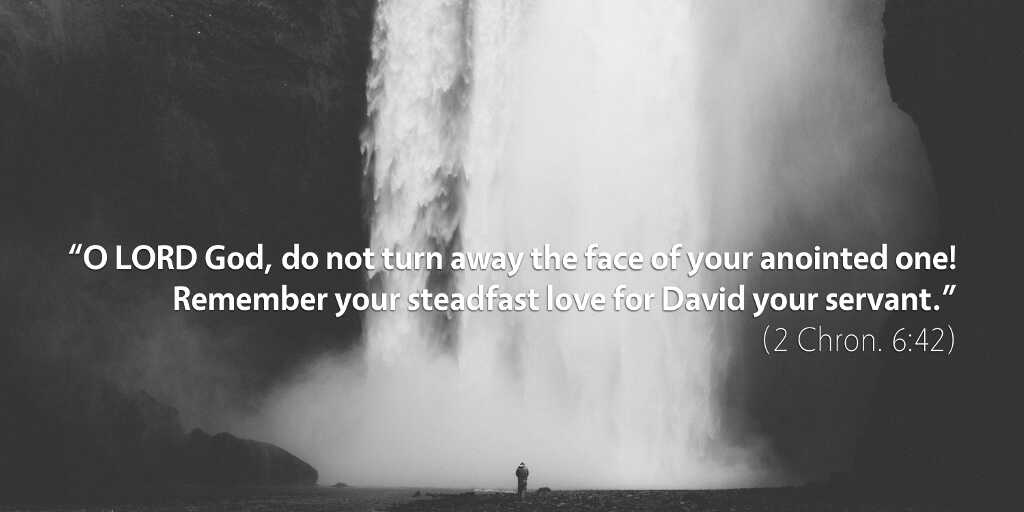 “O LORD God, do not turn away the face of your anointed one!
Remember your steadfast love for David your servant.”
(2 Chron. 6:42)